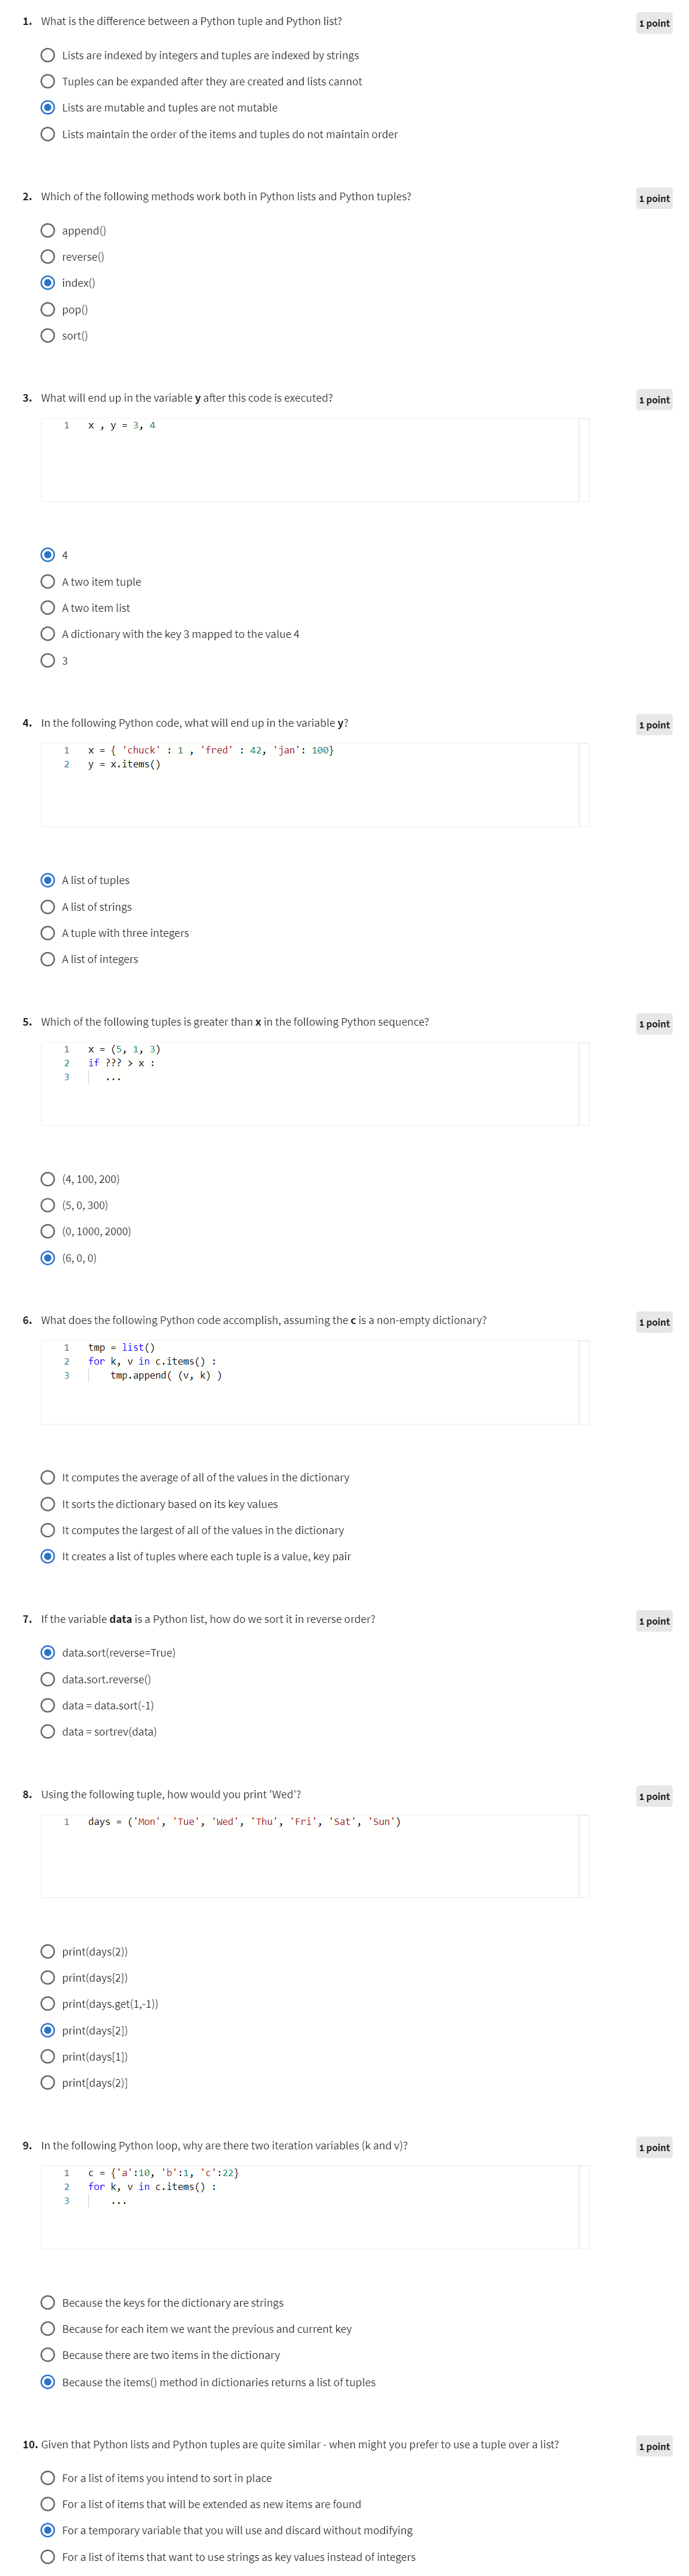 1. What is the difference between a Python tuple and Python list?
1 point
Lists are indexed by integers and tuples are indexed by strings
Tuples can be expanded after they are created and lists cannot
Lists are mutable and tuples are not mutable
Lists maintain the order of the items and tuples do not maintain order
2. Which of the following methods work both in Python lists and Python tuples?
1 point
append()
reverse()
index()
pop()
sort()
3. What will end up in the variable y after this code is executed?
1 point
1 x , y = 3, 4
4
A two item tuple
A two item list
A dictionary with the key 3 mapped to the value 4
3
4. In the following Python code, what will end up in the variable y?
1 point
1 x = { 'chuck' : 1 , 'fred' : 42, 'jan': 100}
2 y = x.items()
A list of tuples
A list of strings
A tuple with three integers
A list of integers
5. Which of the following tuples is greater than x in the following Python sequence?
1 point
1 x = (5, 1, 3)
2 if ??? > x :
3 ...
(4, 100, 200)
(5, 0, 300)
(0, 1000, 2000)
(6, 0, 0)
6. What does the following Python code accomplish, assuming the c is a non-empty dictionary?
1 point
1 tmp = list()
2 for k, v in c.items() :
3 tmp.append( (v, k) )
It computes the average of all of the values in the dictionary
It sorts the dictionary based on its key values
It computes the largest of all of the values in the dictionary
It creates a list of tuples where each tuple is a value, key pair
7. If the variable data is a Python list, how do we sort it in reverse order?
1 point
data.sort(reverse=True)
data.sort.reverse()
data = data.sort(-1)
data = sortrev(data)
8. Using the following tuple, how would you print 'Wed'?
1 point
1 days = ('Mon', 'Tue', 'Wed', 'Thu', 'Fri', 'Sat', 'Sun')
print(days(2))
print(days{2})
print(days.get(1,-1))
print(days[2])
print(days[1])
print[days(2)]
9. In the following Python loop, why are there two iteration variables (k and v)?
1 point
1 c = {'a':10, 'b':1, 'c':22}
2 for k, v in c.items() :
3 ...
Because the keys for the dictionary are strings
Because for each item we want the previous and current key
Because there are two items in the dictionary
Because the items() method in dictionaries returns a list of tuples
10. Given that Python lists and Python tuples are quite similar - when might you prefer to use a tuple over a list?
1 point
For a list of items you intend to sort in place
For a list of items that will be extended as new items are found
For a temporary variable that you will use and discard without modifying
For a list of items that want to use strings as key values instead of integers